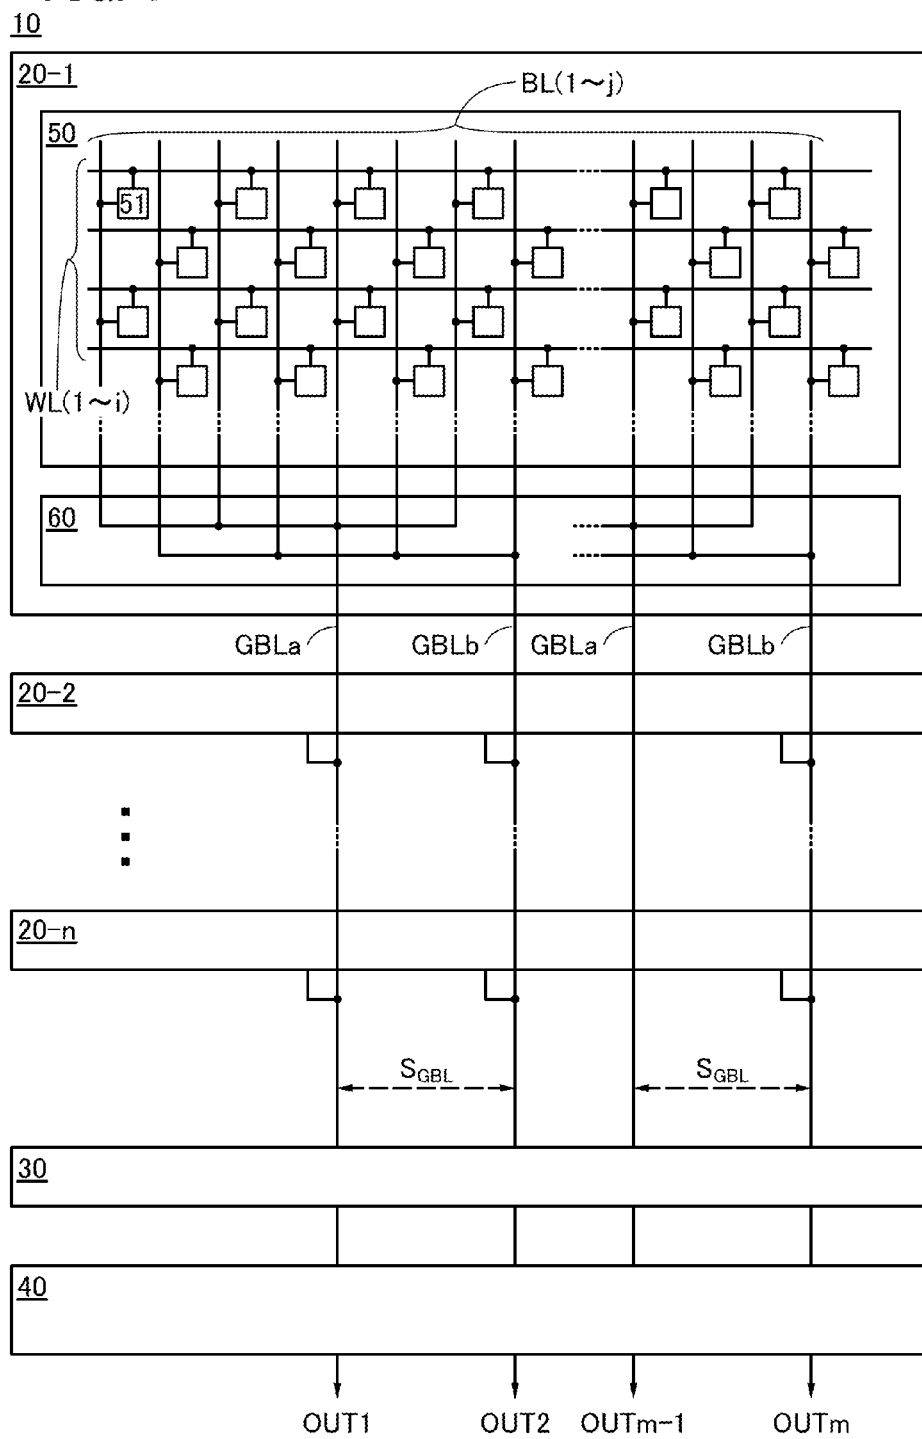 10
20-1
BL(1~j)
50
51
WL(1~i)
60
GBLa
GBLb
GBLa
GBLb
20-2
20-n
SGBL
SGBL
30
40
OUT1
OUT2
OUTm-1
OUTm